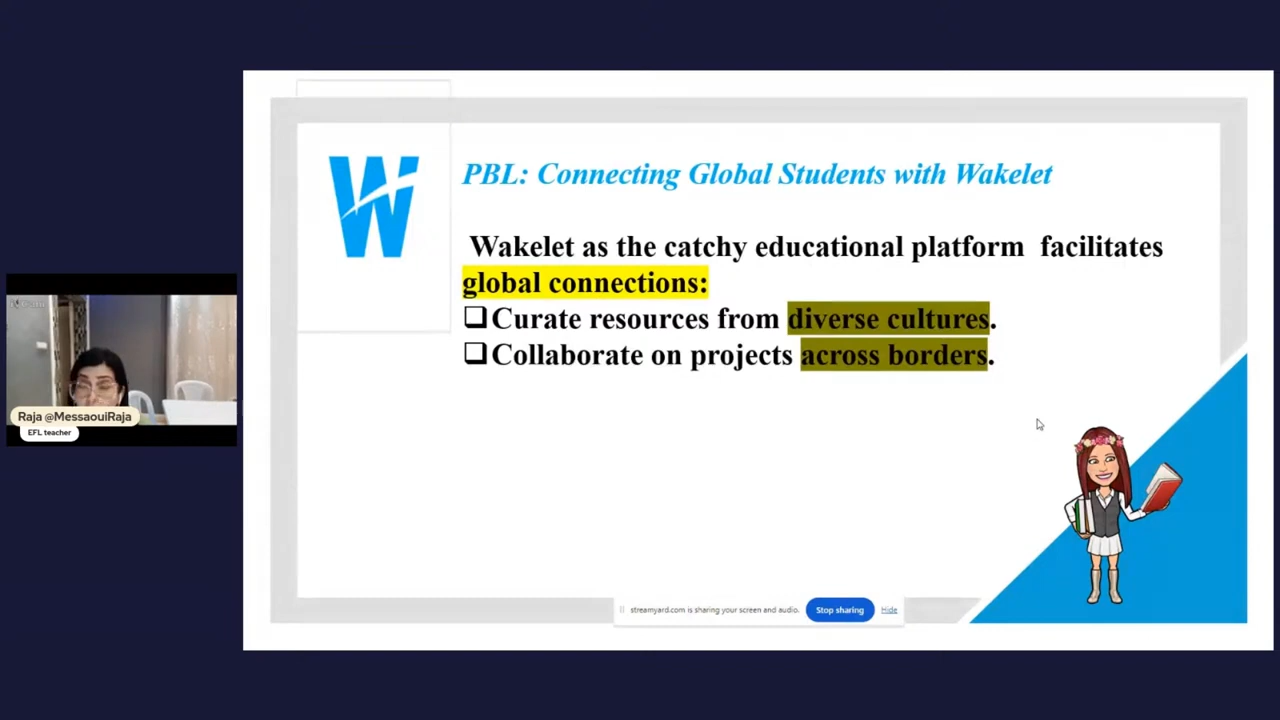 PBL: Connecting Global Students with Wakelet
Wakelet as the catchy educational platform facilitates
global connections:
❑Curate resources from diverse cultures.
❑Collaborate on projects across borders.
Raja @MessaouiRaja
EFL teacher
streamyard.com is sharing your screen and audio.
Stop sharing
Hide